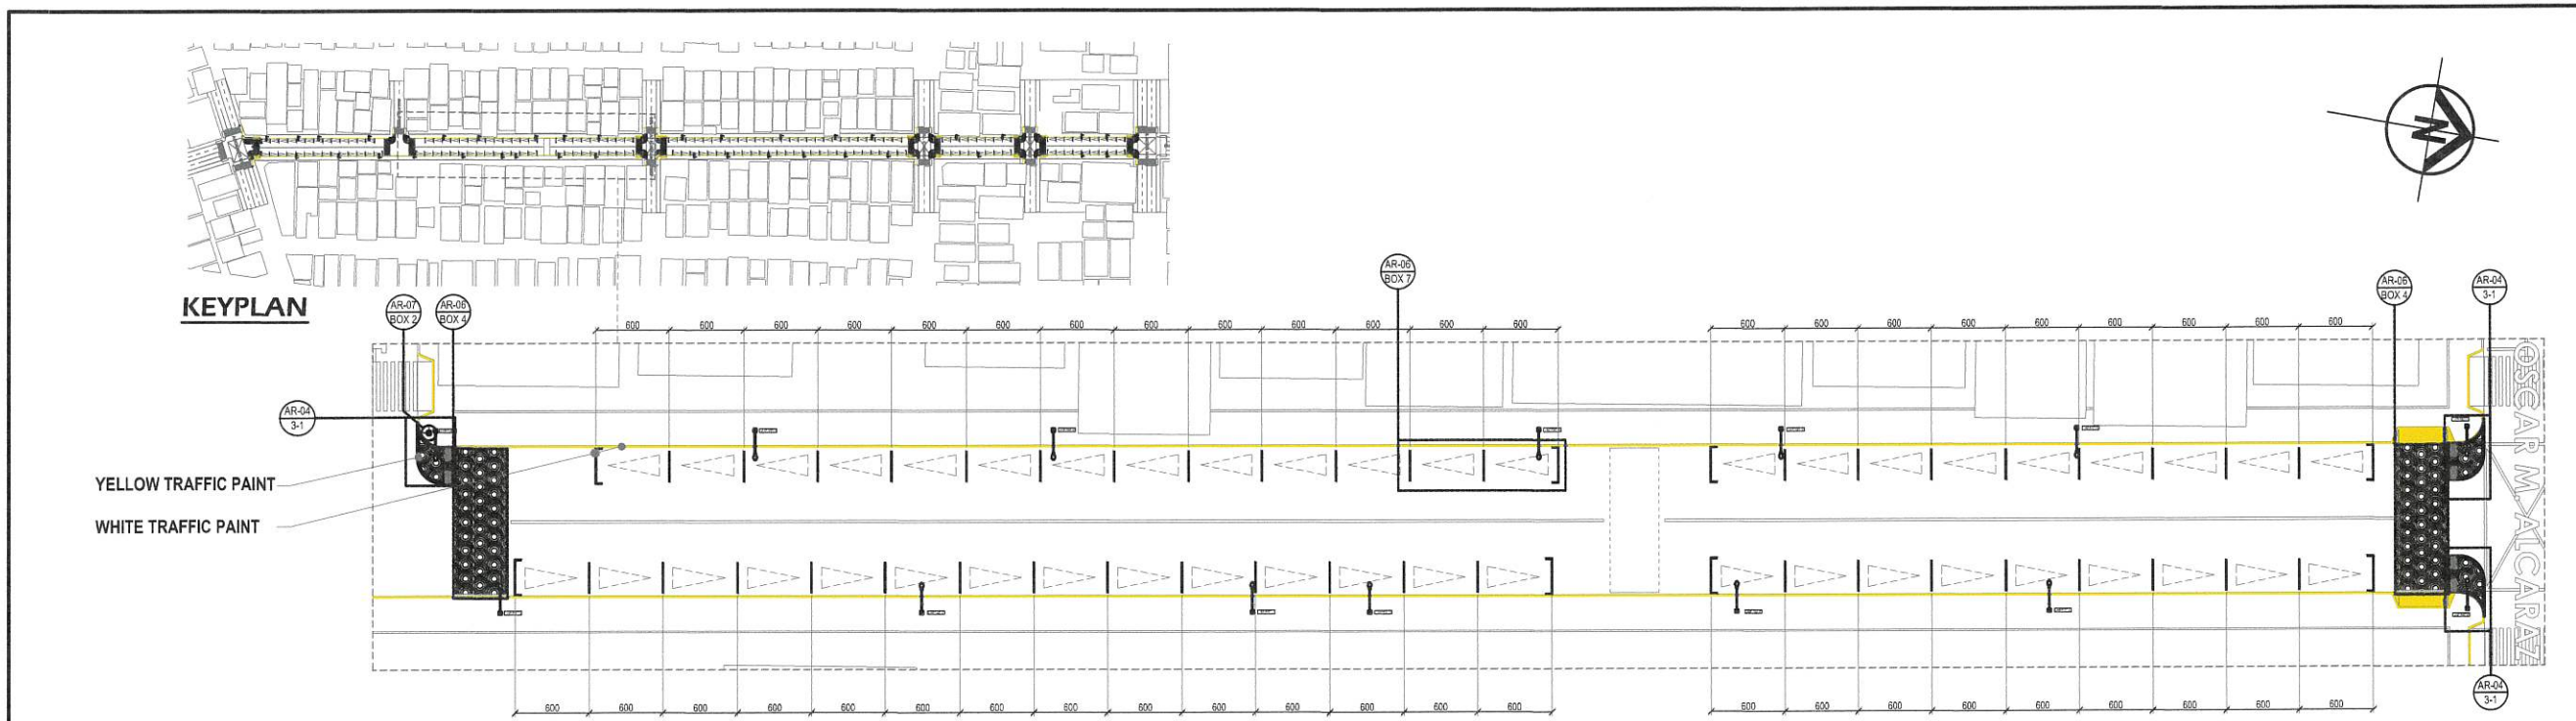 N
KEYPLAN
AR-07
BOX 2
AR-06
BOX 4
AR-06
BOX 7
AR-06
BOX 4
AR-04
3-1
600 600 600 600 600 600 600 600 600 600 600 600 600
600 600 600 600 600 600 600 600 600
AR-04
3-1
YELLOW TRAFFIC PAINT
WHITE TRAFFIC PAINT
OSCAR M. ALCARAZ
AR-04
3-1
600 600 600 600 600 600 600 600 600 600 600 600 600 600
600 600 600 600 600 600 600 600 600